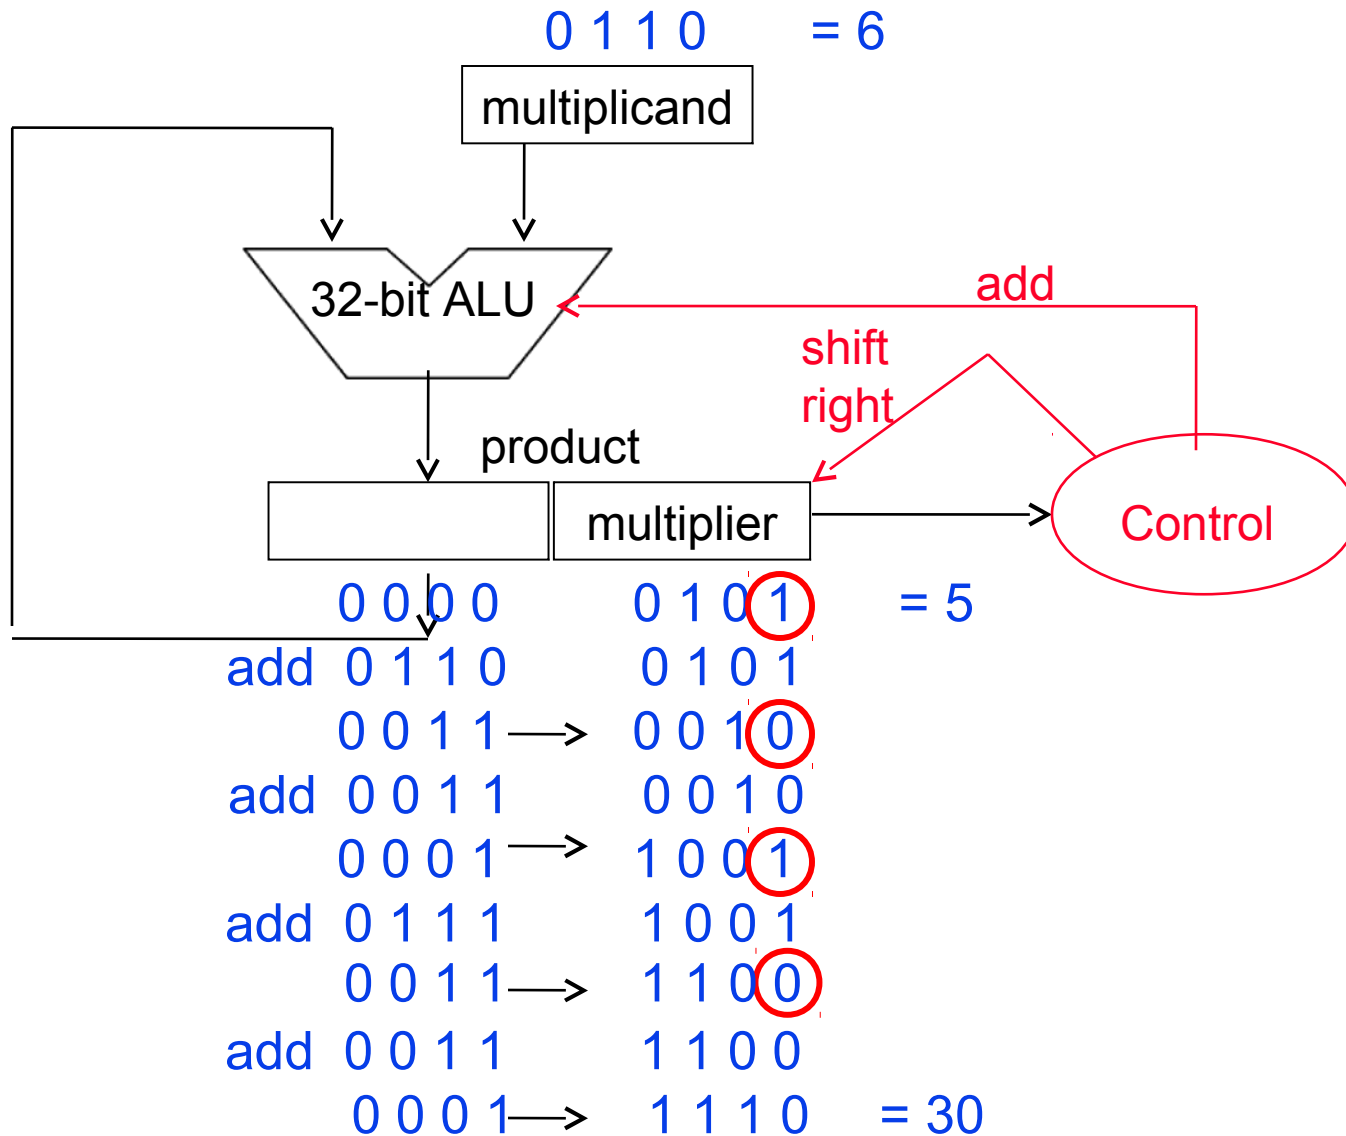 0 1 1 0 = 6
multiplicand
32-bit ALU
add
shift
right
product
multiplier
Control
0 0 0 0 0 1 0 1 = 5
add 0 1 1 0 0 1 0 1
0 0 1 1 0 0 1 0
add 0 0 1 1 0 0 1 0
0 0 0 1 1 0 0 1
add 0 1 1 1 1 0 0 1
0 0 1 1 1 1 0 0
add 0 0 1 1 1 1 0 0
0 0 0 1 1 1 1 0 = 30